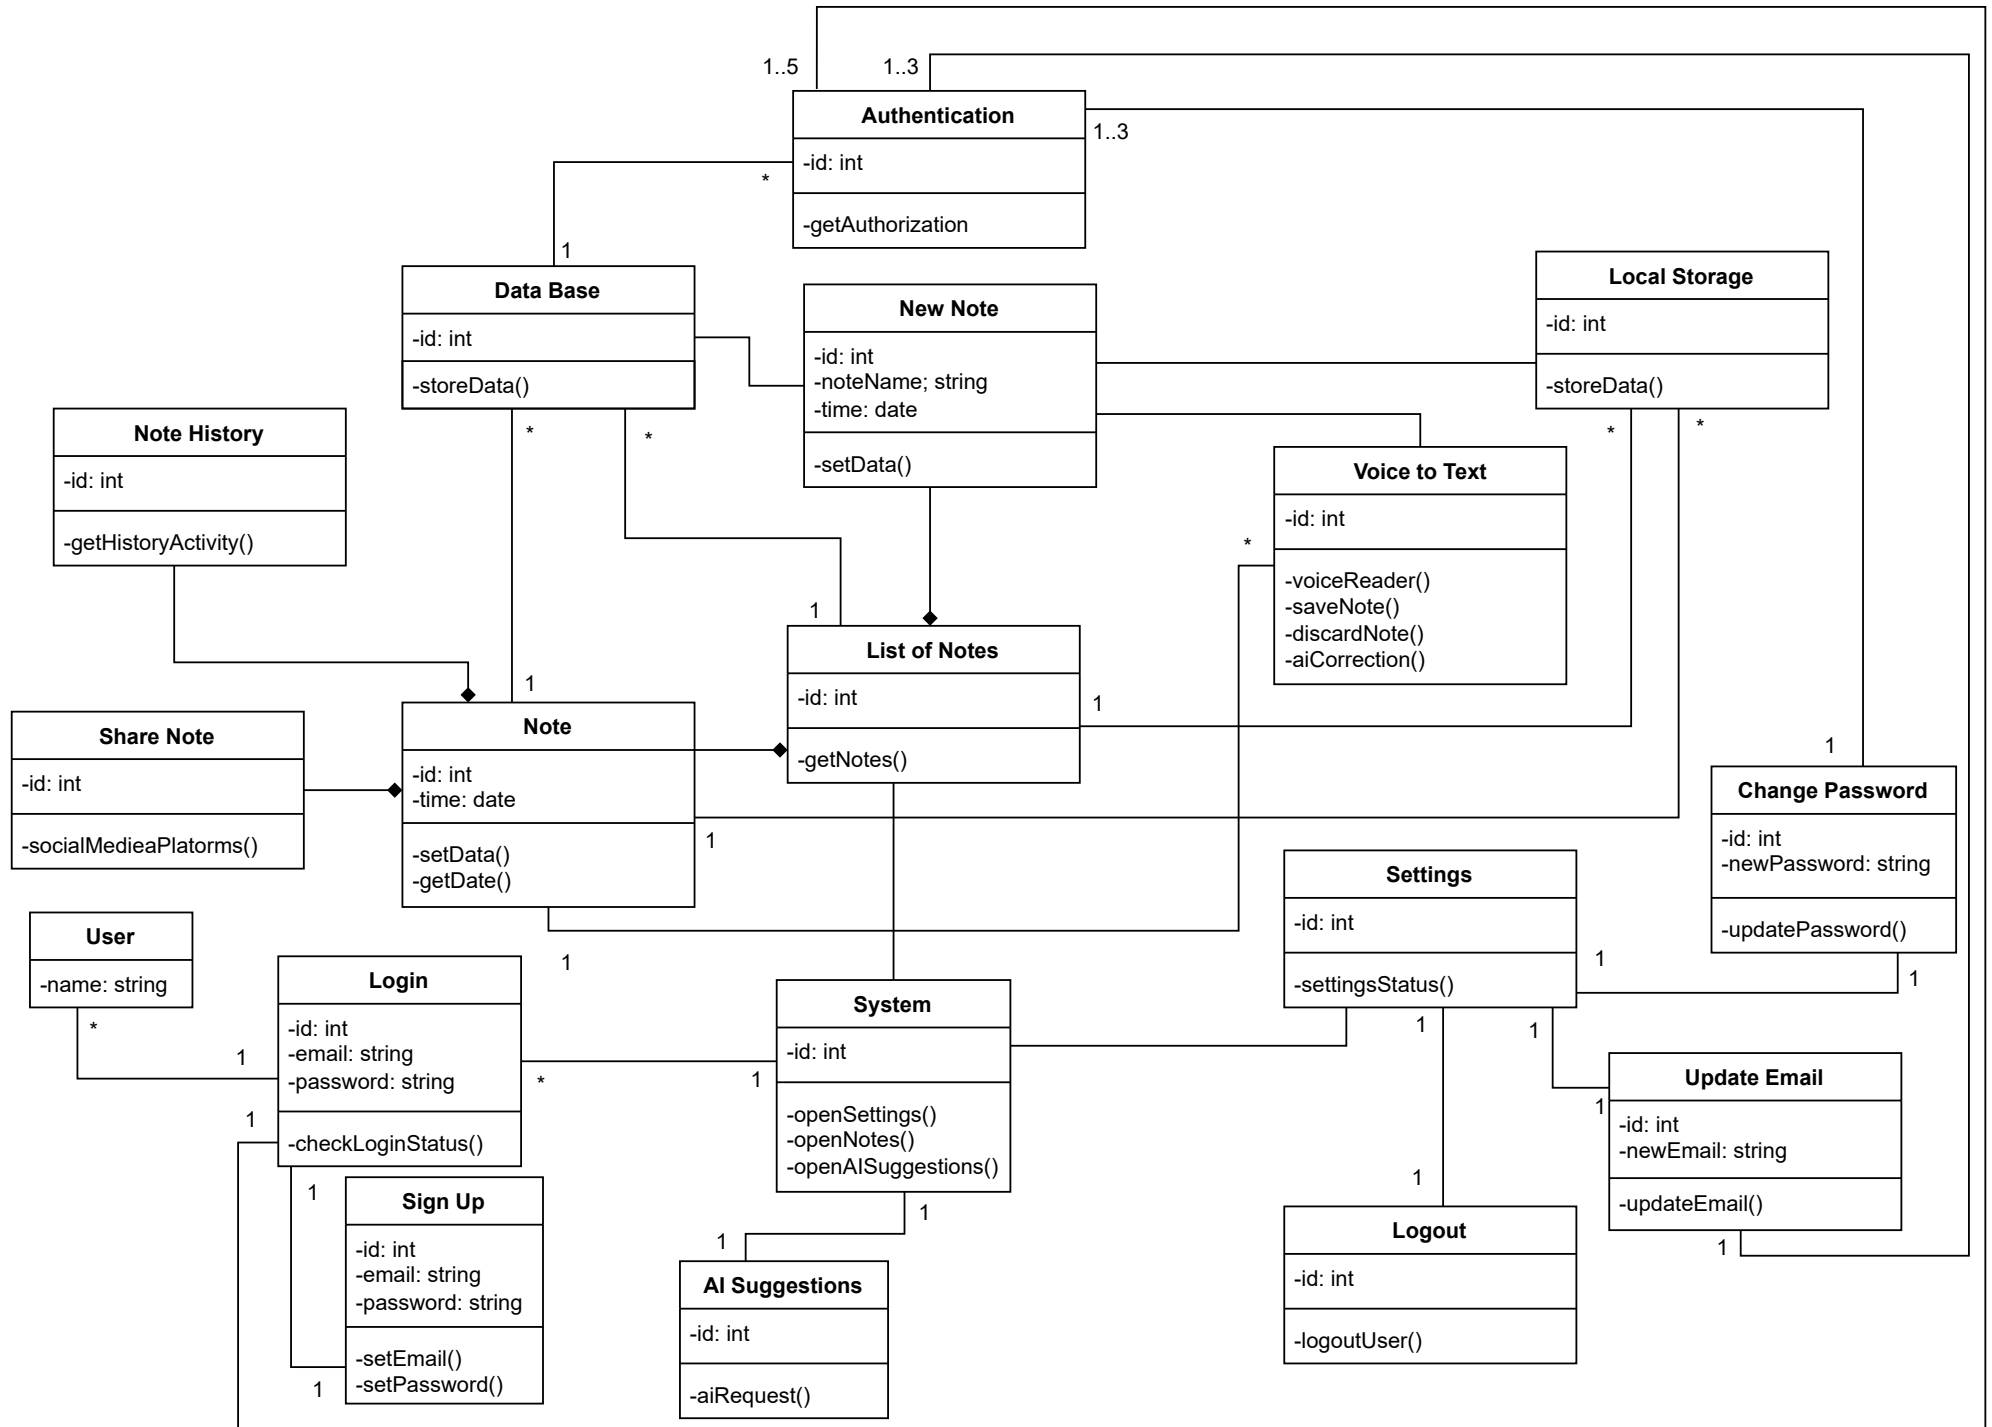 1..5
1..3
Authentication
-id: int
-getAuthorization
1..3
*
1
Data Base
-id: int
-storeData()
*
*
New Note
-id: int
-noteName; string
-time: date
-setData()
Local Storage
-id: int
-storeData()
*
*
Note History
-id: int
-getHistoryActivity()
Voice to Text
-id: int
-voiceReader()
-saveNote()
-discardNote()
-aiCorrection()
*
1
List of Notes
-id: int
-getNotes()
1
1
Note
-id: int
-time: date
-setData()
-getDate()
1
1
Share Note
-id: int
-socialMedieaPlatorms()
1
Change Password
-id: int
-newPassword: string
-updatePassword()
1
Settings
-id: int
-settingsStatus()
1
1
1
User
-name: string
*
1
Login
-id: int
-email: string
-password: string
-checkLoginStatus()
*
1
1
System
-id: int
-openSettings()
-openNotes()
-openAISuggestions()
1
1
Update Email
-id: int
-newEmail: string
-updateEmail()
1
1
1
Sign Up
-id: int
-email: string
-password: string
-setEmail()
-setPassword()
1
1
AI Suggestions
-id: int
-aiRequest()
1
Logout
-id: int
-logoutUser()